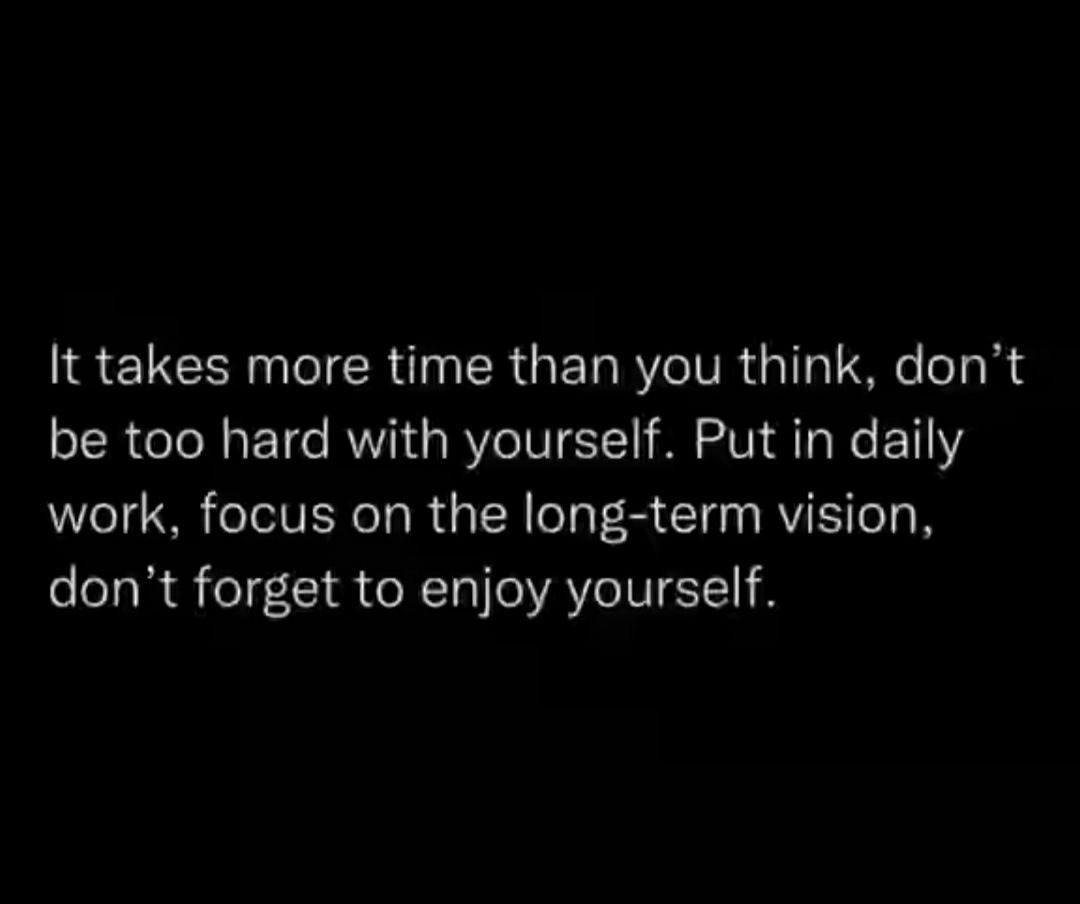 It takes more time than you think, don’t
be too hard with yourself. Put in daily
work, focus on the long-term vision,
don’t forget to enjoy yourself.